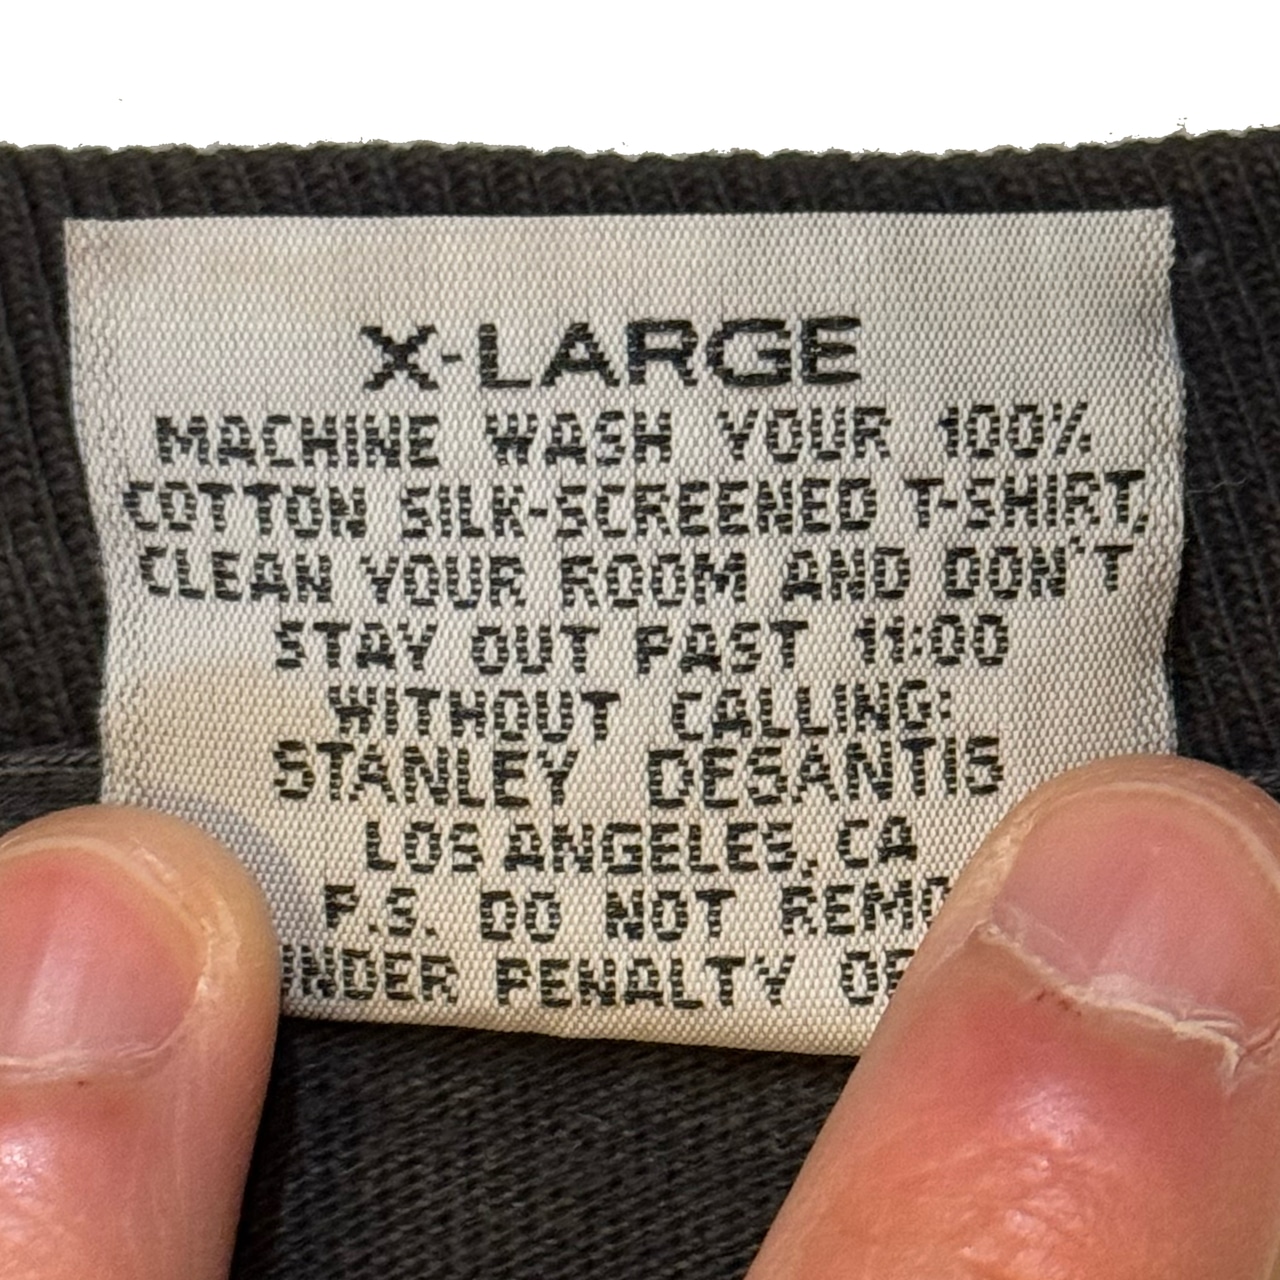 X-LARGE
MACHINE WASH YOUR 100%
COTTON SILK-SCREENED T-SHIRT,
CLEAN YOUR ROOM AND DON'T
STAY OUT PAST 11:00
WITHOUT CALLING:
STANLEY DESANTIS
LOS ANGELES, CA
P.S. DO NOT
PENALTY